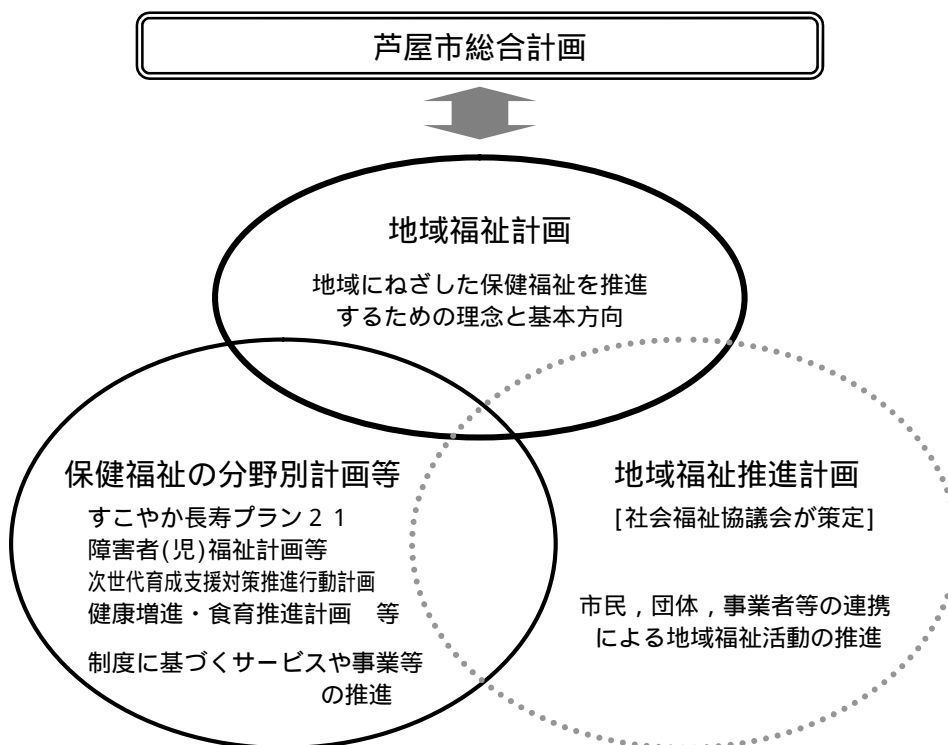 芦屋市総合計画
地域福祉計画
地域にねざした保健福祉を推進
するための理念と基本方向
保健福祉の分野別計画等
すこやか長寿プラン２１
障害者(児)福祉計画等
次世代育成支援対策推進行動計画
健康増進・食育推進計画　等
制度に基づくサービスや事業等
の推進
地域福祉推進計画
[社会福祉協議会が策定]
市民，団体，事業者等の連携
による地域福祉活動の推進